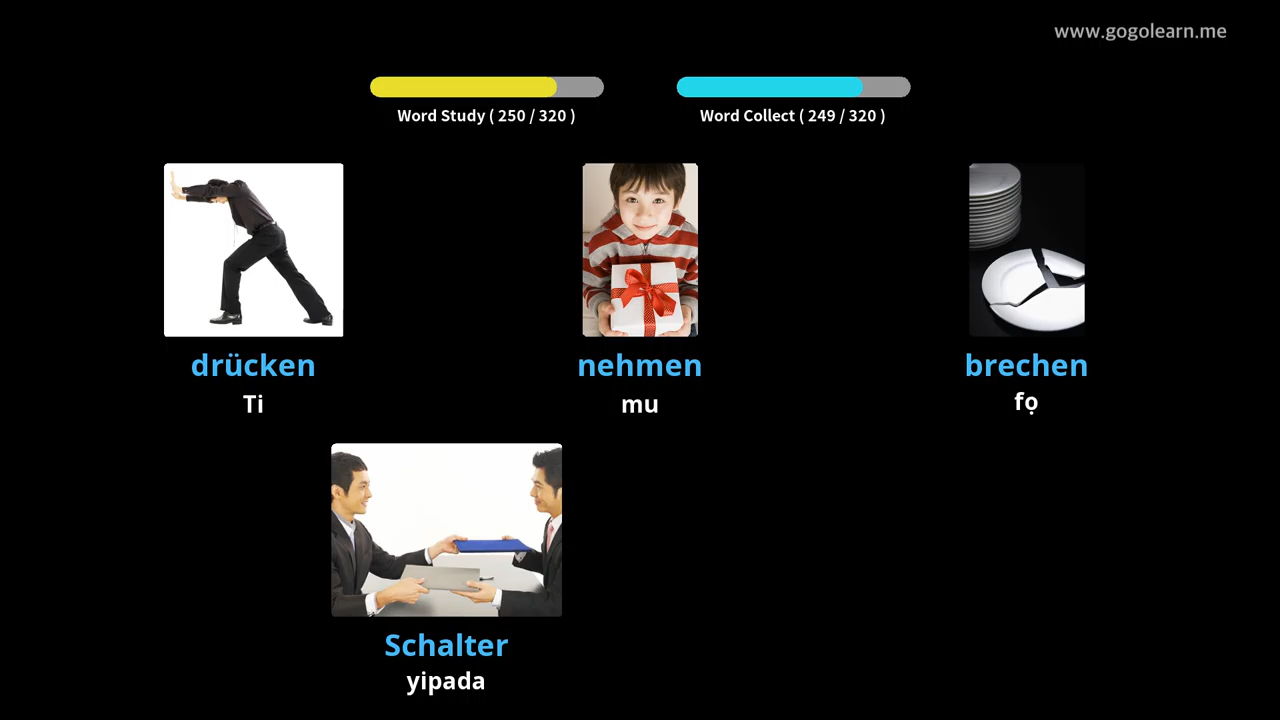 www.gogolearn.me
Word Study ( 250 / 320 )
Word Collect ( 249 / 320 )
drücken
Ti
nehmen
mu
brechen
fọ
Schalter
yipada